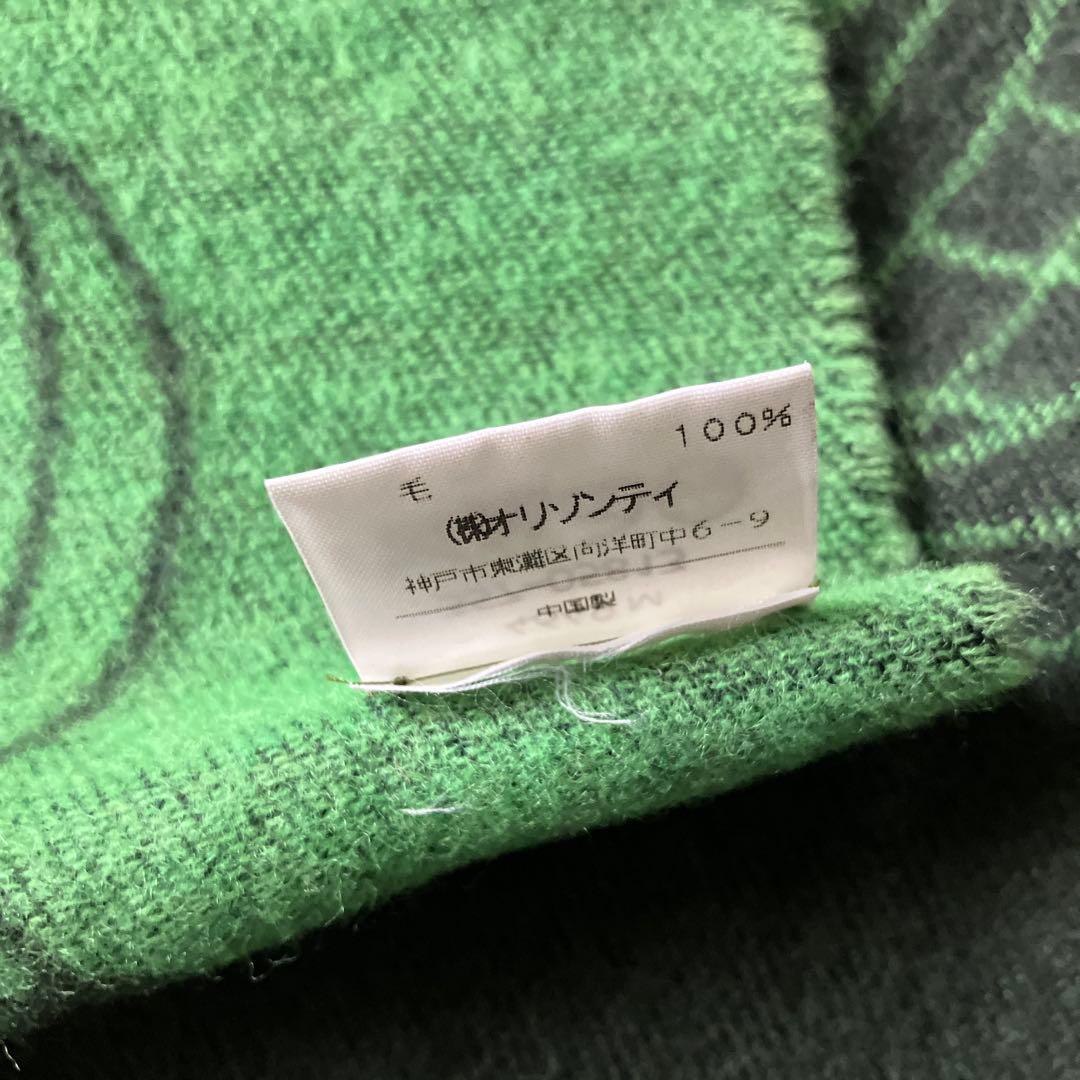 毛 100%
(株)オリゾンティ
神戸市東灘区向洋町中6-9
中国製